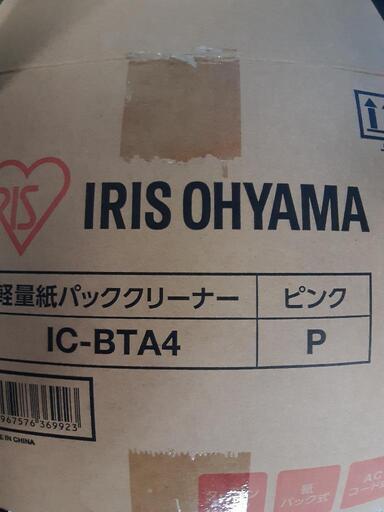 RIS IRIS OHYAMA
軽量紙パッククリーナー ピンク
IC-BTA4 P
967576 369923
E IN CHINA
紙
パック式
AC
コード